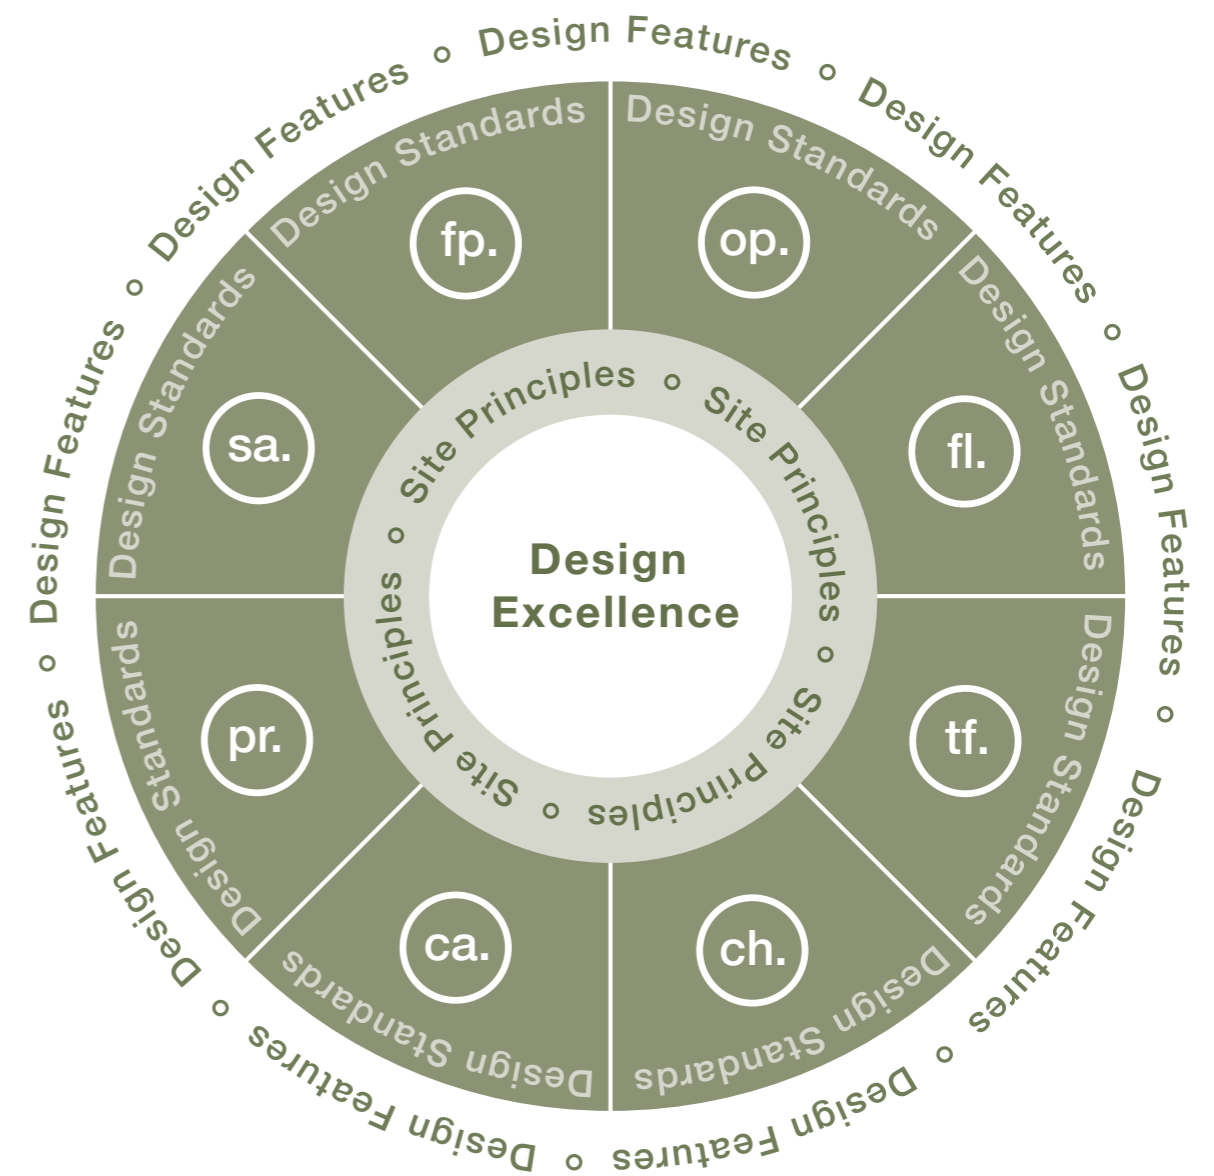 Design Features
Design Features
Design Features
Design Features
Design Features
Design Features
Design Features
Design Features
Design Features
Design Standards
op.
Design Standards
fl.
Design Standards
tf.
Design Standards
ch.
Design Standards
ca.
Design Standards
pr.
Design Standards
sa.
Design Standards
fp.
Site Principles
Site Principles
Site Principles
Site Principles
Design
Excellence